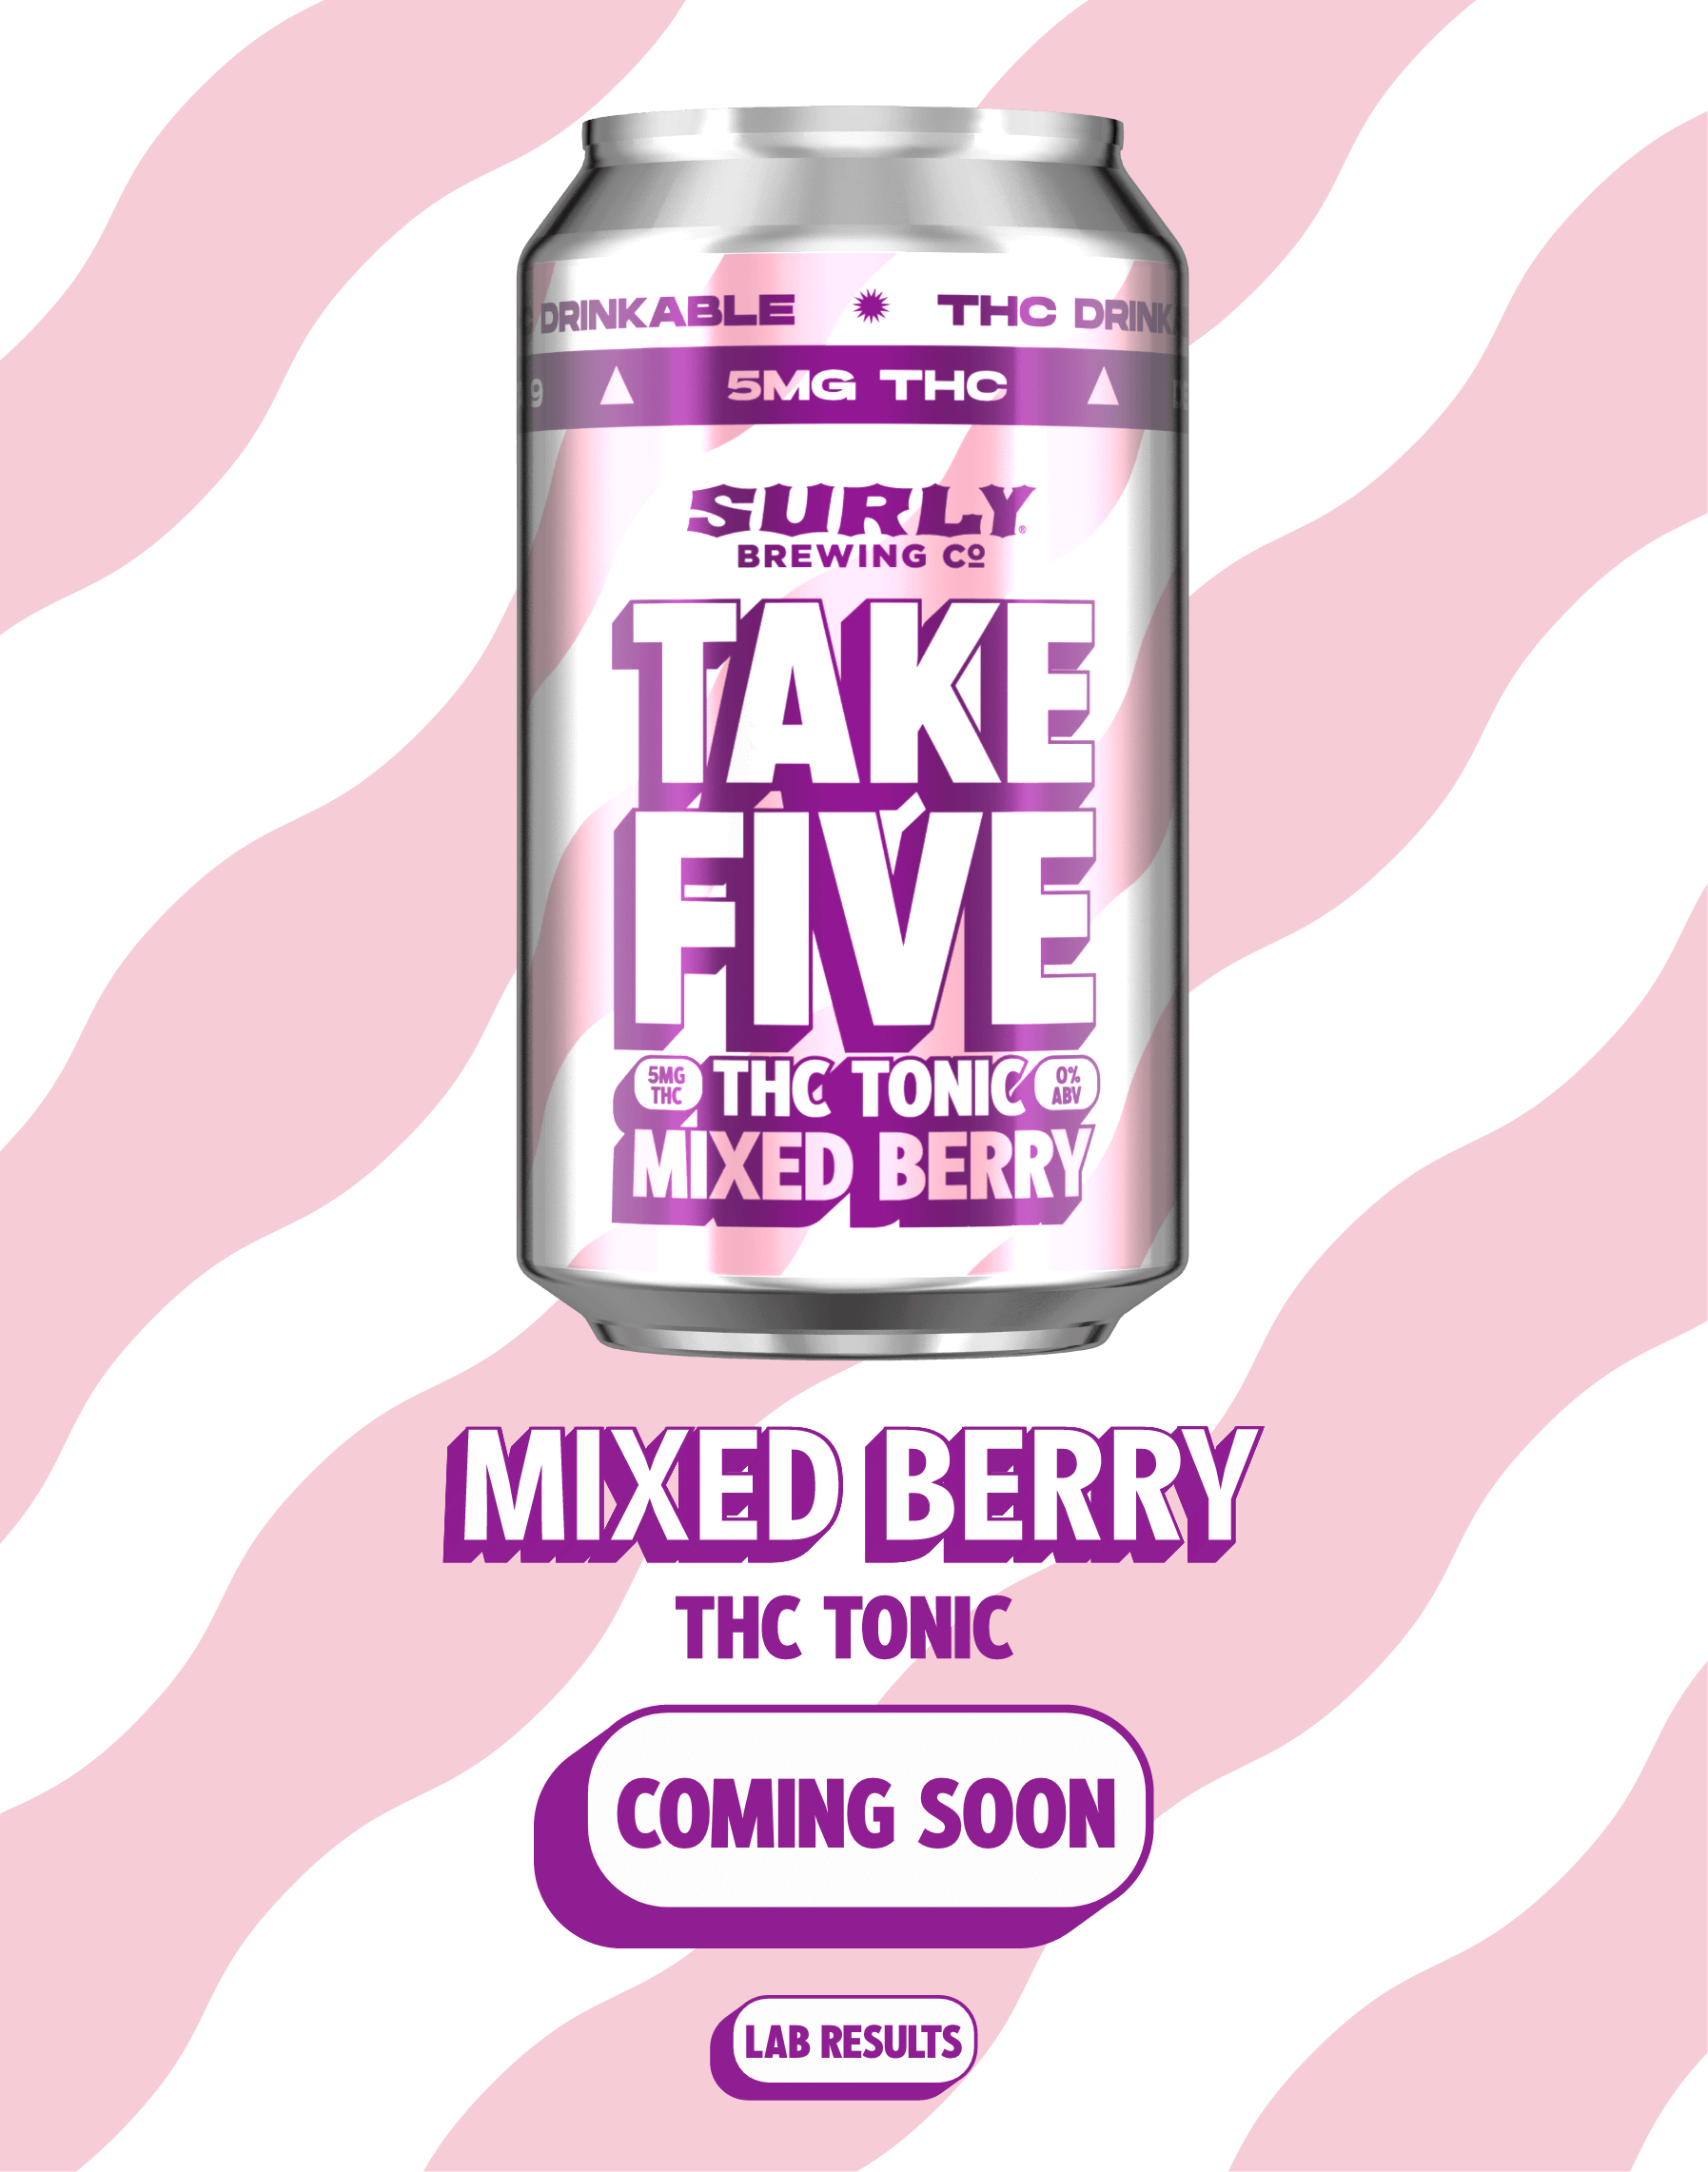 DRINKABLE THC DRINK
9 5MG THC
SURLY®
BREWING Cº
TAKE
FIVE
5MG THC THC TONIC 0% ABV
MIXED BERRY
MIXED BERRY
THC TONIC
COMING SOON
LAB RESULTS